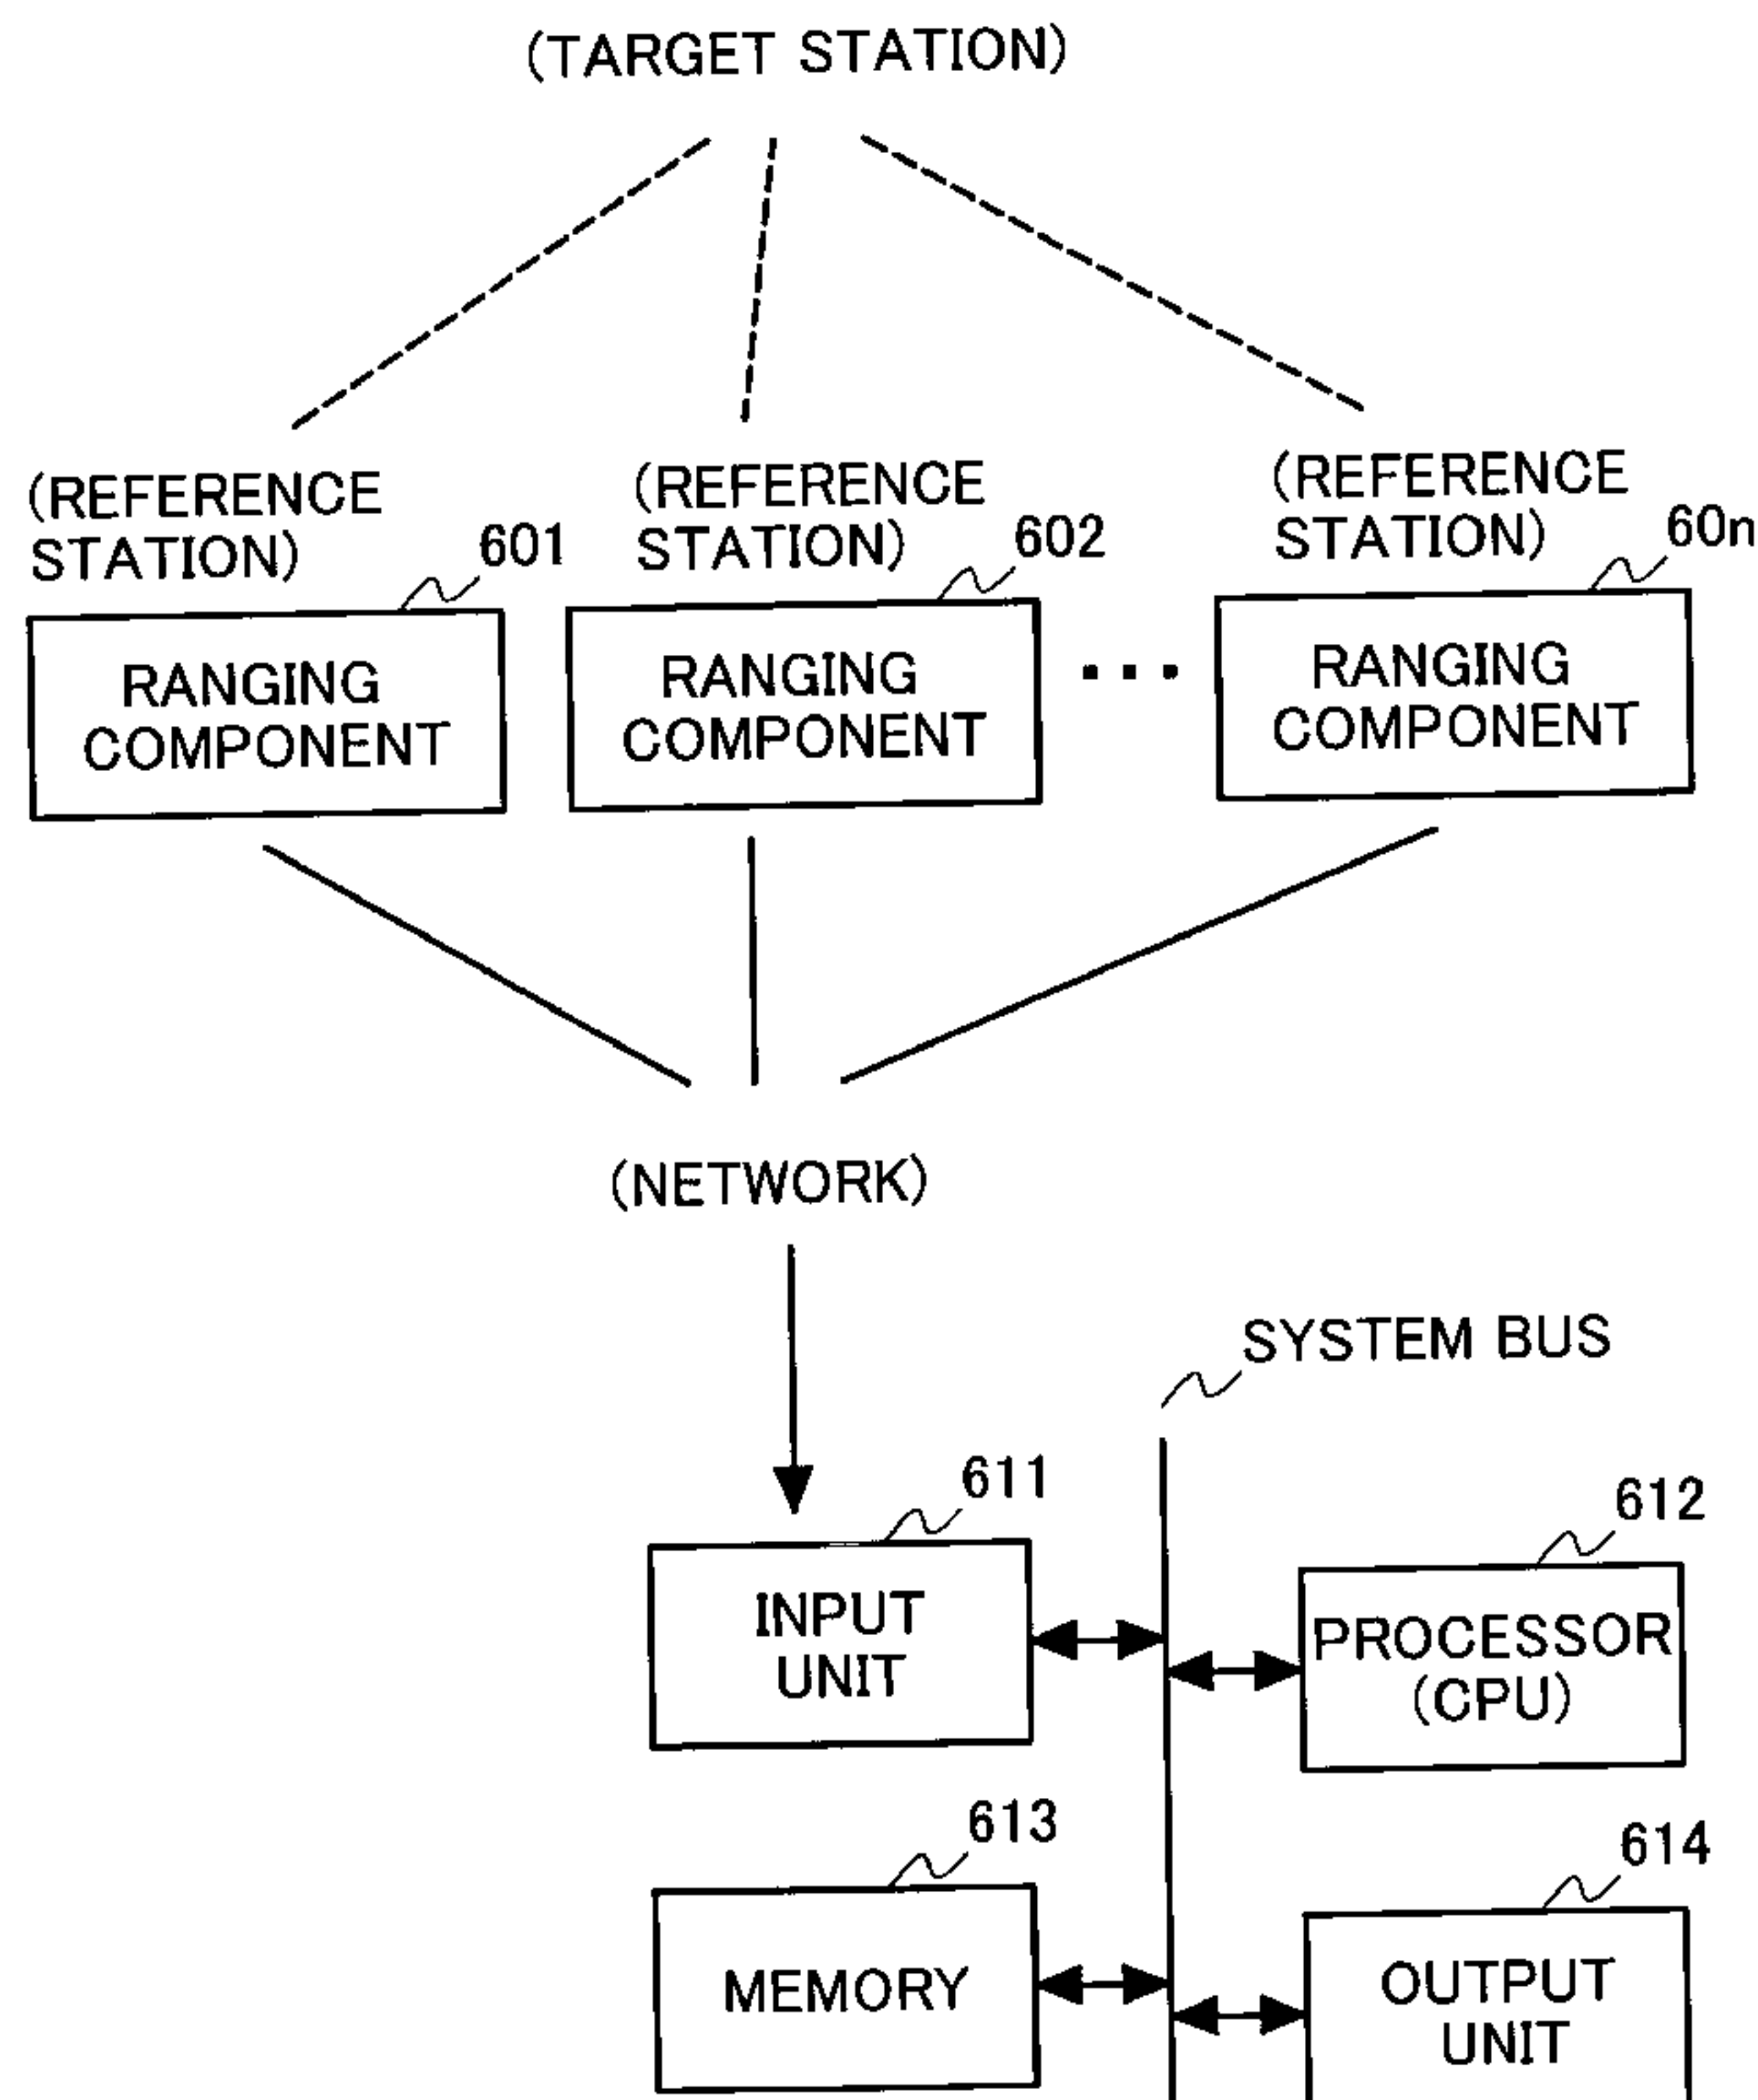 (TARGET STATION)
(REFERENCE
STATION)
601
(REFERENCE
STATION)
602
(REFERENCE
STATION)
60n
RANGING
COMPONENT
RANGING
COMPONENT
...
RANGING
COMPONENT
(NETWORK)
SYSTEM BUS
611
INPUT
UNIT
612
PROCESSOR
(CPU)
613
MEMORY
614
OUTPUT
UNIT